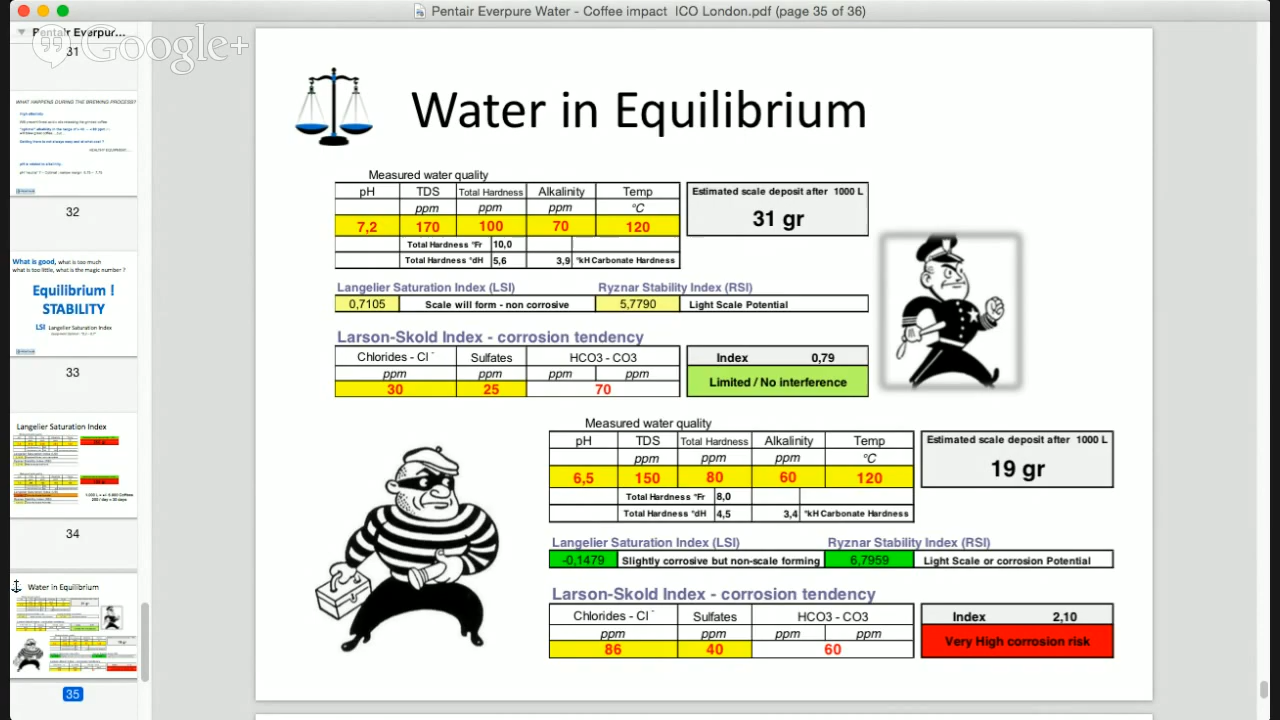 Pentair Everpure Water - Coffee impact ICO London.pdf (page 35 of 36)
Pentair Everpur...
Google+
31
WHAT HAPPENS DURING THE BREWING PROCESS?
32
What is good, what is too much
what is too little, what is the magic number ?
Equilibrium !
STABILITY
LSI Langelier Saturation Index
33
Langelier Saturation Index
34
Water in Equilibrium
35
Water in Equilibrium
Measured water quality
pH TDS Total Hardness Alkalinity Temp
ppm ppm ppm °C
7,2 170 100 70 120
Total Hardness °Fr 10,0
Total Hardness °dH 5,6 3,9 °kH Carbonate Hardness
Estimated scale deposit after 1000 L
31 gr
Langelier Saturation Index (LSI) Ryznar Stability Index (RSI)
0,7105 Scale will form - non corrosive 5,7790 Light Scale Potential
Larson-Skold Index - corrosion tendency
Chlorides - Cl - Sulfates HCO3 - CO3
ppm ppm ppm ppm
30 25 70
Index 0,79
Limited / No interference
Measured water quality
pH TDS Total Hardness Alkalinity Temp
ppm ppm ppm °C
6,5 150 80 60 120
Total Hardness °Fr 8,0
Total Hardness °dH 4,5 3,4 °kH Carbonate Hardness
Estimated scale deposit after 1000 L
19 gr
Langelier Saturation Index (LSI) Ryznar Stability Index (RSI)
-0,1479 Slightly corrosive but non-scale forming 6,7959 Light Scale or corrosion Potential
Larson-Skold Index - corrosion tendency
Chlorides - Cl - Sulfates HCO3 - CO3
ppm ppm ppm ppm
86 40 60
Index 2,10
Very High corrosion risk